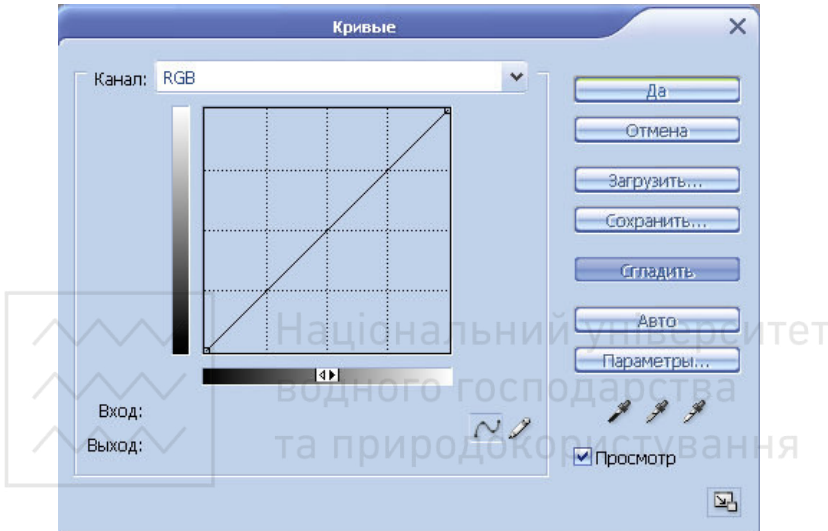 Кривые
Канал: RGB
Да
Отмена
Загрузить...
Сохранить...
Сгладить
Авто
Параметры...
Вход:
Выход:
Просмотр
Національний університет
водного господарства
та природокористування